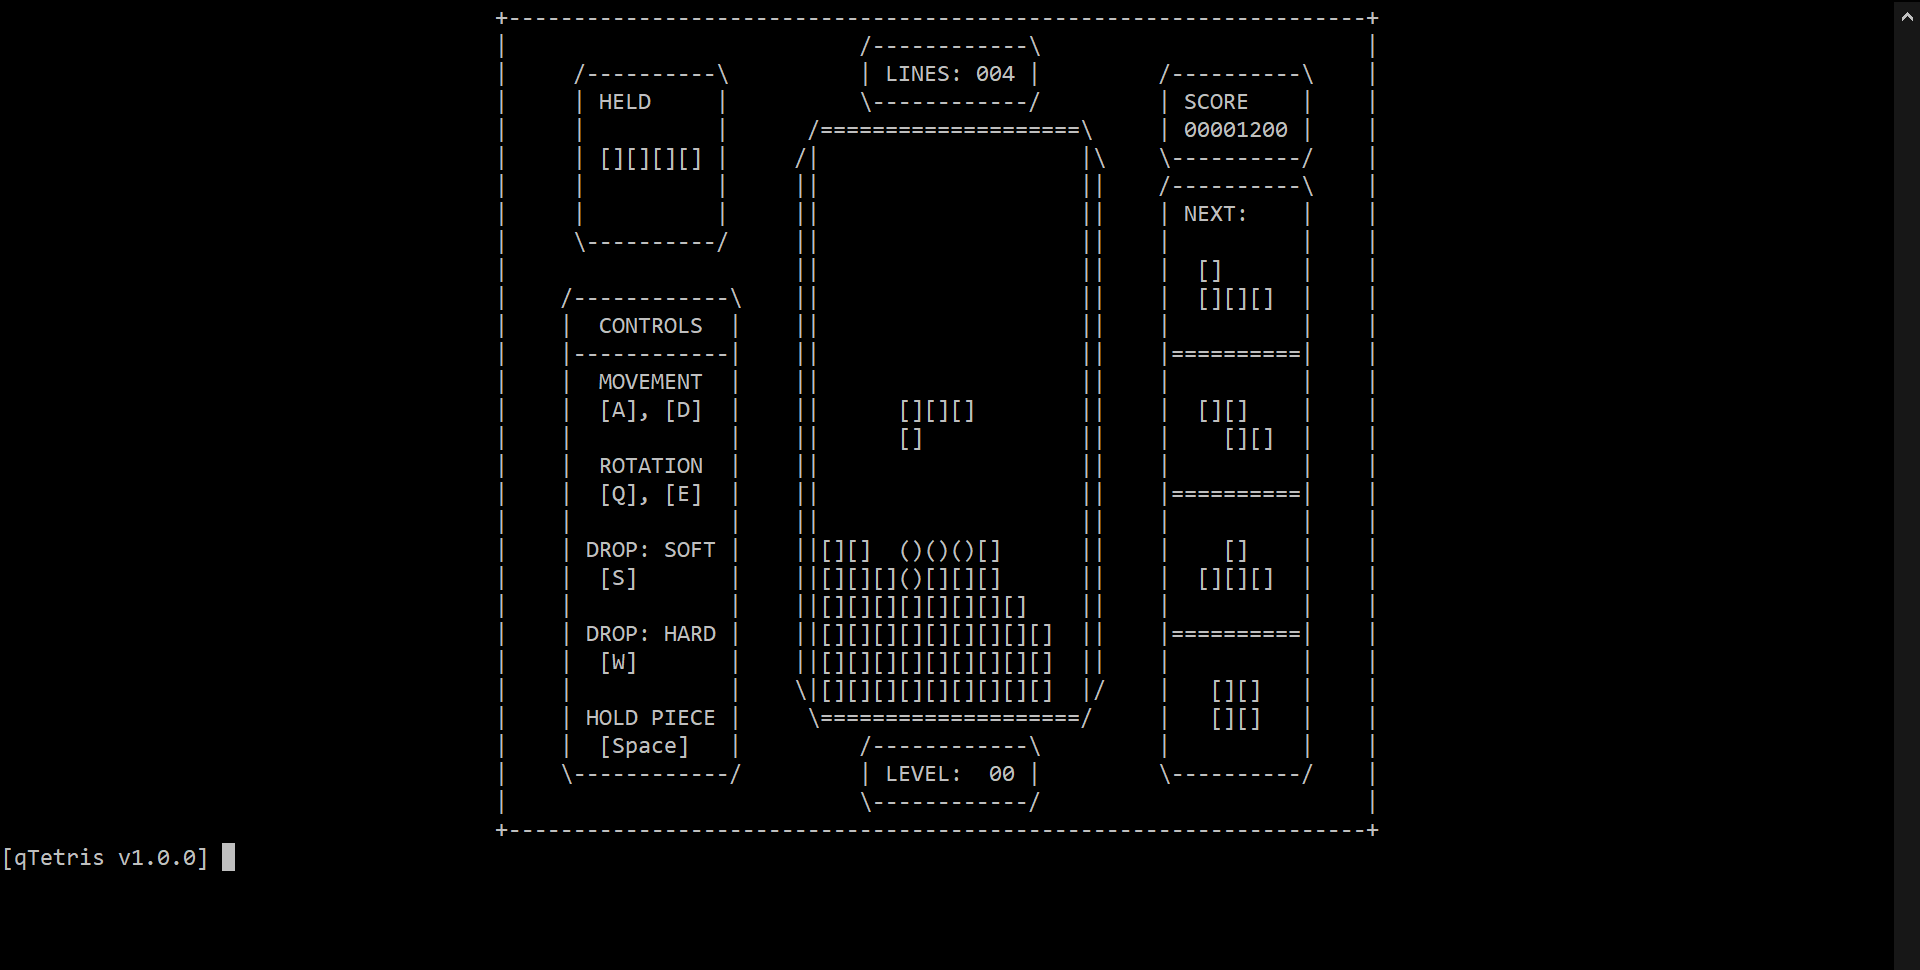 LINES: 004
HELD
SCORE
00001200
[][][][]
NEXT:
[]
[][][]
CONTROLS
MOVEMENT
[A], [D]
[][][]
[]
[][]
[][]
ROTATION
[Q], [E]
DROP: SOFT
[S]
[][] ()()()[]
[][][]()[][][]
[][][][][][][][]
[][][][][][][][][]
[][][][][][][][][]
[][][][][][][][][]
[]
[][][]
DROP: HARD
[W]
[][]
[][]
HOLD PIECE
[Space]
LEVEL: 00
[qTetris v1.0.0]